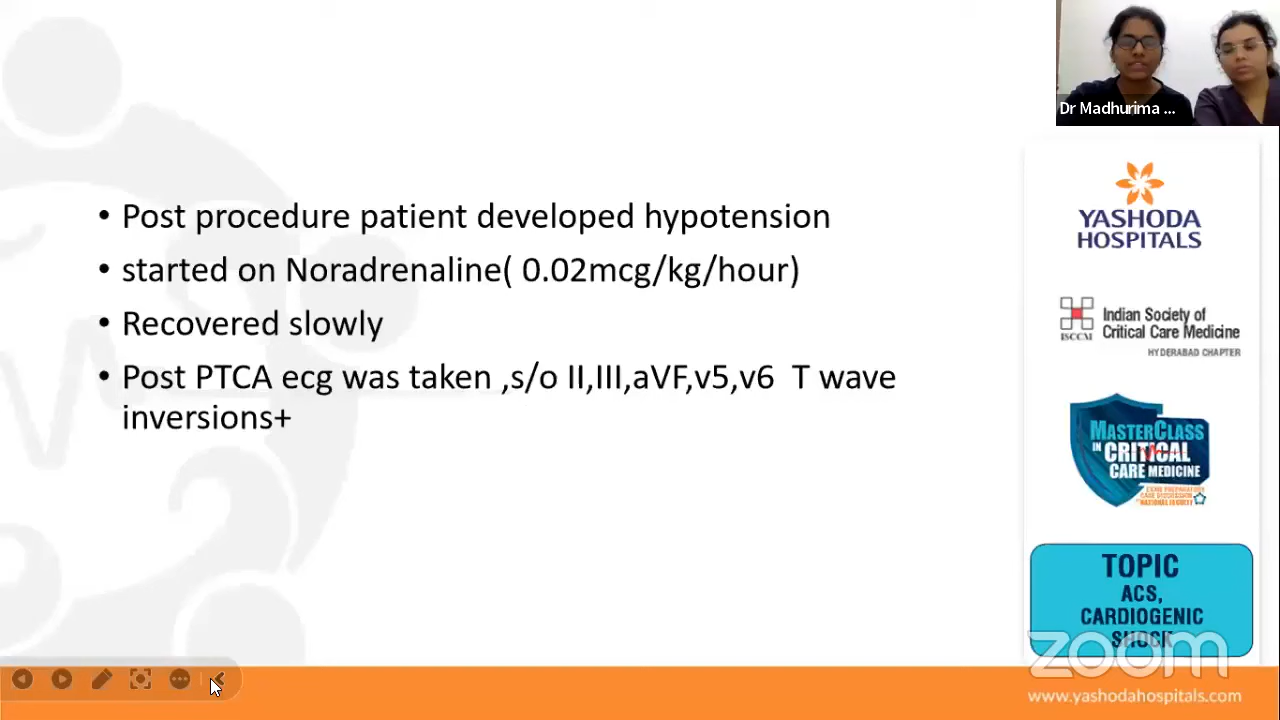 Dr Madhurima ...
• Post procedure patient developed hypotension
• started on Noradrenaline( 0.02mcg/kg/hour)
• Recovered slowly
• Post PTCA ecg was taken ,s/o II,III,aVF,v5,v6 T wave
inversions+
YASHODA
HOSPITALS
ISCCM
Indian Society of
Critical Care Medicine
HYDERABAD CHAPTER
MASTERCLASS
IN CRITICAL
CARE MEDICINE
TOPIC
ACS,
CARDIOGENIC
SHOCK
zoom
www.yashodahospitals.com